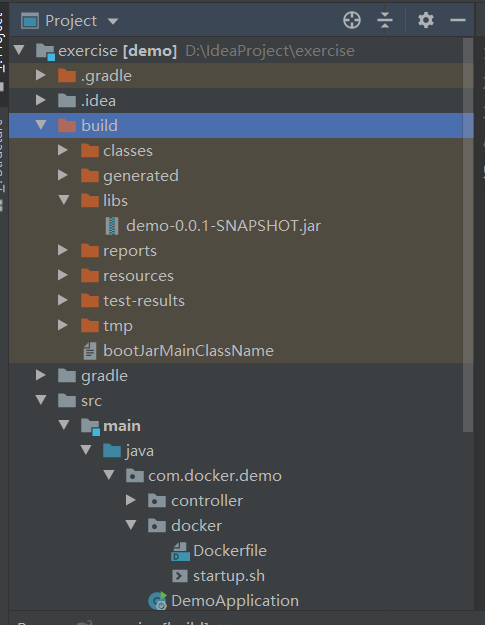 Project
exercise [demo] D:\IdeaProject\exercise
.gradle
.idea
build
classes
generated
libs
demo-0.0.1-SNAPSHOT.jar
reports
resources
test-results
tmp
bootJarMainClassName
gradle
src
main
java
com.docker.demo
controller
docker
Dockerfile
startup.sh
DemoApplication